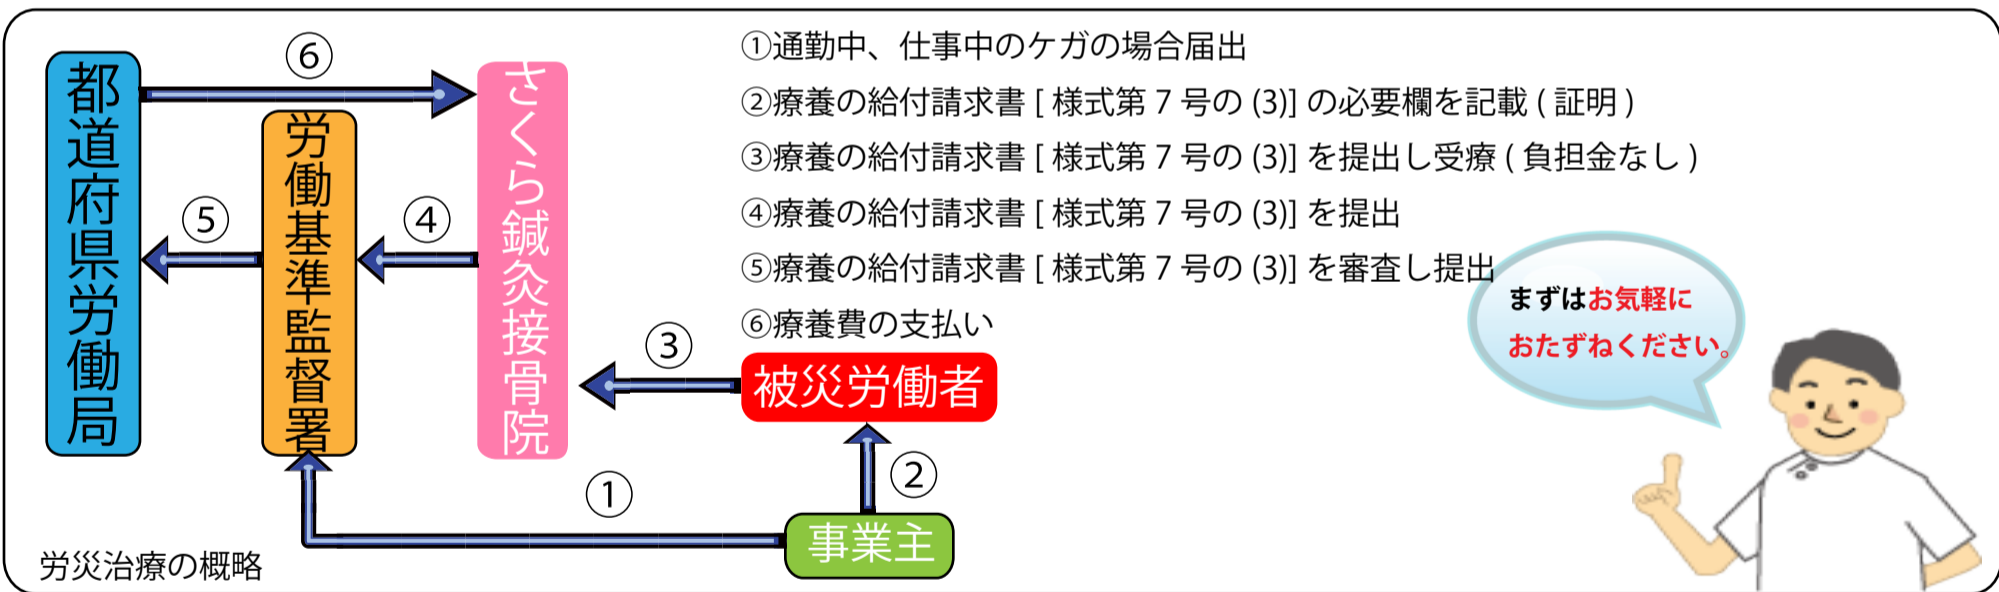 都道府県労働局
⑥
労働基準監督署
⑤
④
さくら鍼灸接骨院
①通勤中、仕事中のケガの場合届出
②療養の給付請求書 [ 様式第 7 号の (3)] の必要欄を記載 ( 証明 )
③療養の給付請求書 [ 様式第 7 号の (3)] を提出し受療 ( 負担金なし )
④療養の給付請求書 [ 様式第 7 号の (3)] を提出
⑤療養の給付請求書 [ 様式第 7 号の (3)] を審査し提出
⑥療養費の支払い
まずはお気軽に
おたずねください。
③
被災労働者
②
①
事業主
労災治療の概略